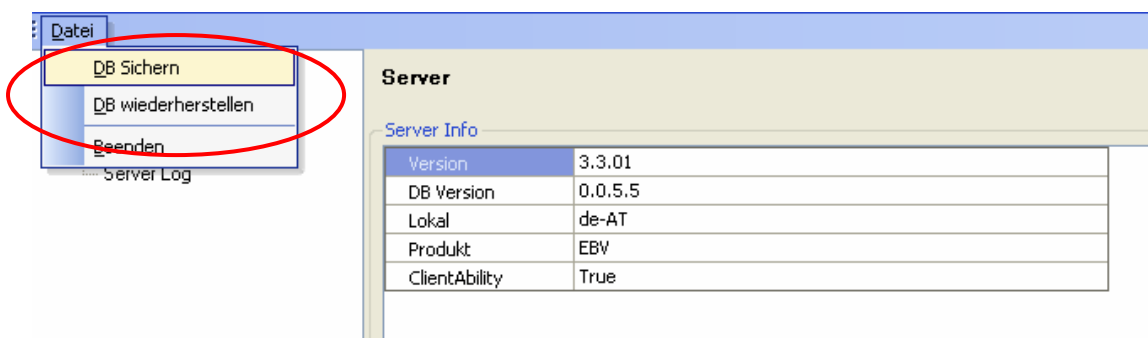 Datei
DB Sichern
DB wiederherstellen
Beenden
Server Log
Server
Server Info
Version 3.3.01
DB Version 0.0.5.5
Lokal de-AT
Produkt EBV
ClientAbility True